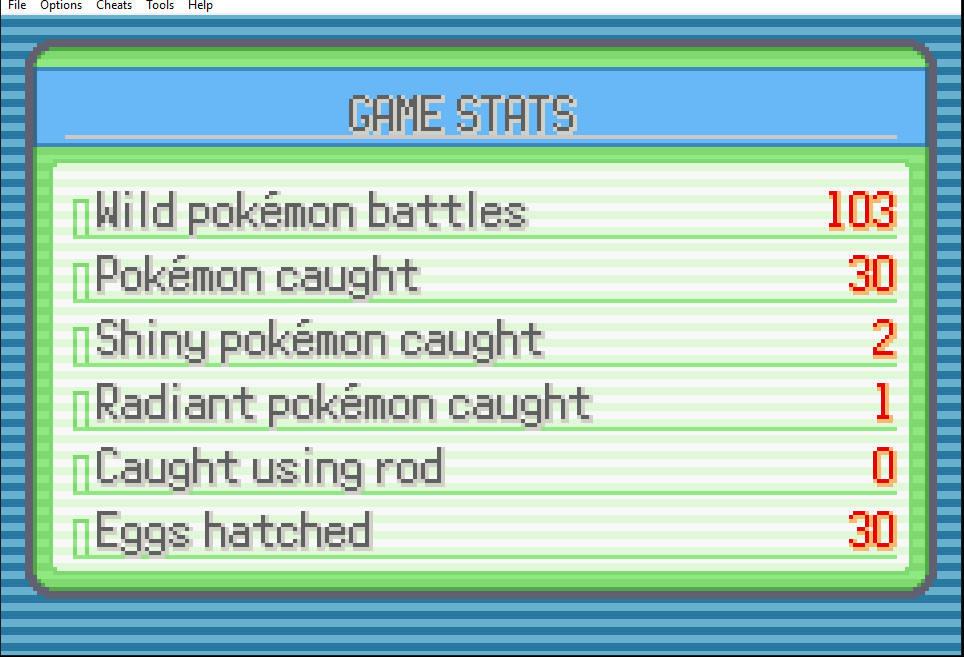 File Options Cheats Tools Help
GAME STATS
Wild pokémon battles 103
Pokémon caught 30
Shiny pokémon caught 2
Radiant pokémon caught 1
Caught using rod 0
Eggs hatched 30